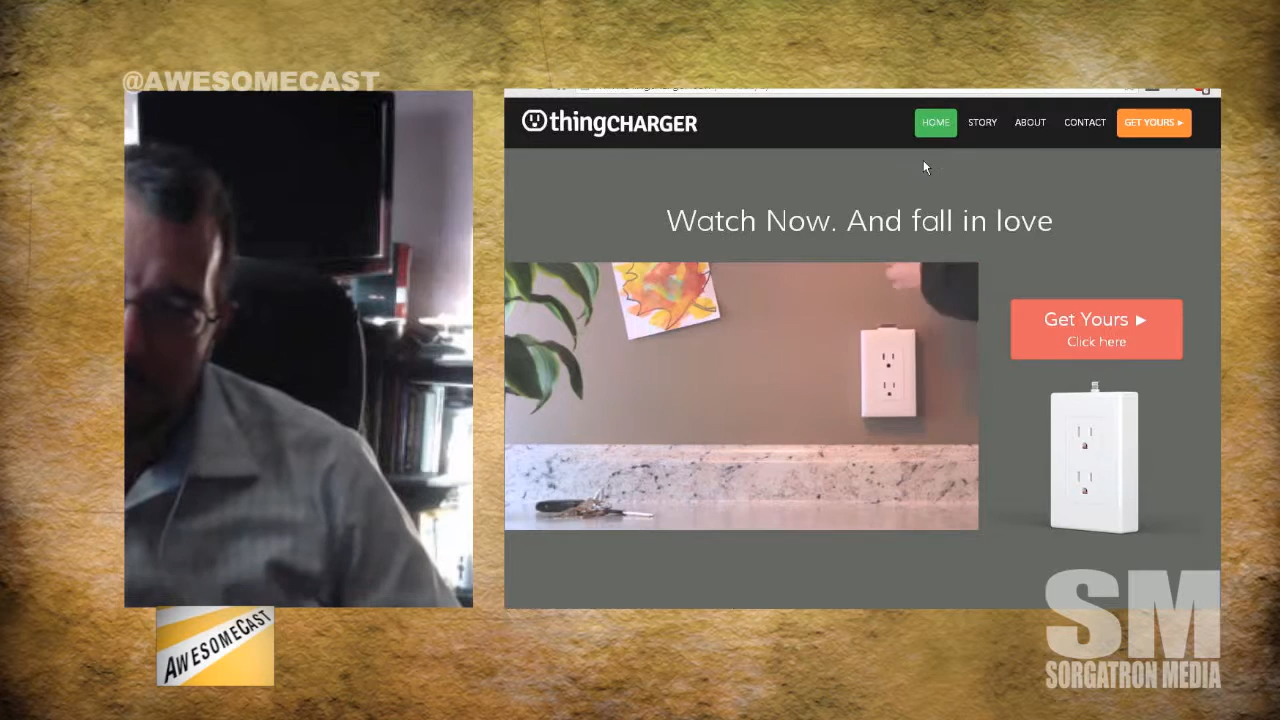 @AWESOMECAST
thingCHARGER
HOME
STORY
ABOUT
CONTACT
GET YOURS ►
Watch Now. And fall in love
Get Yours ►
Click here
AWESOMECAST
SM
SORGATRON MEDIA